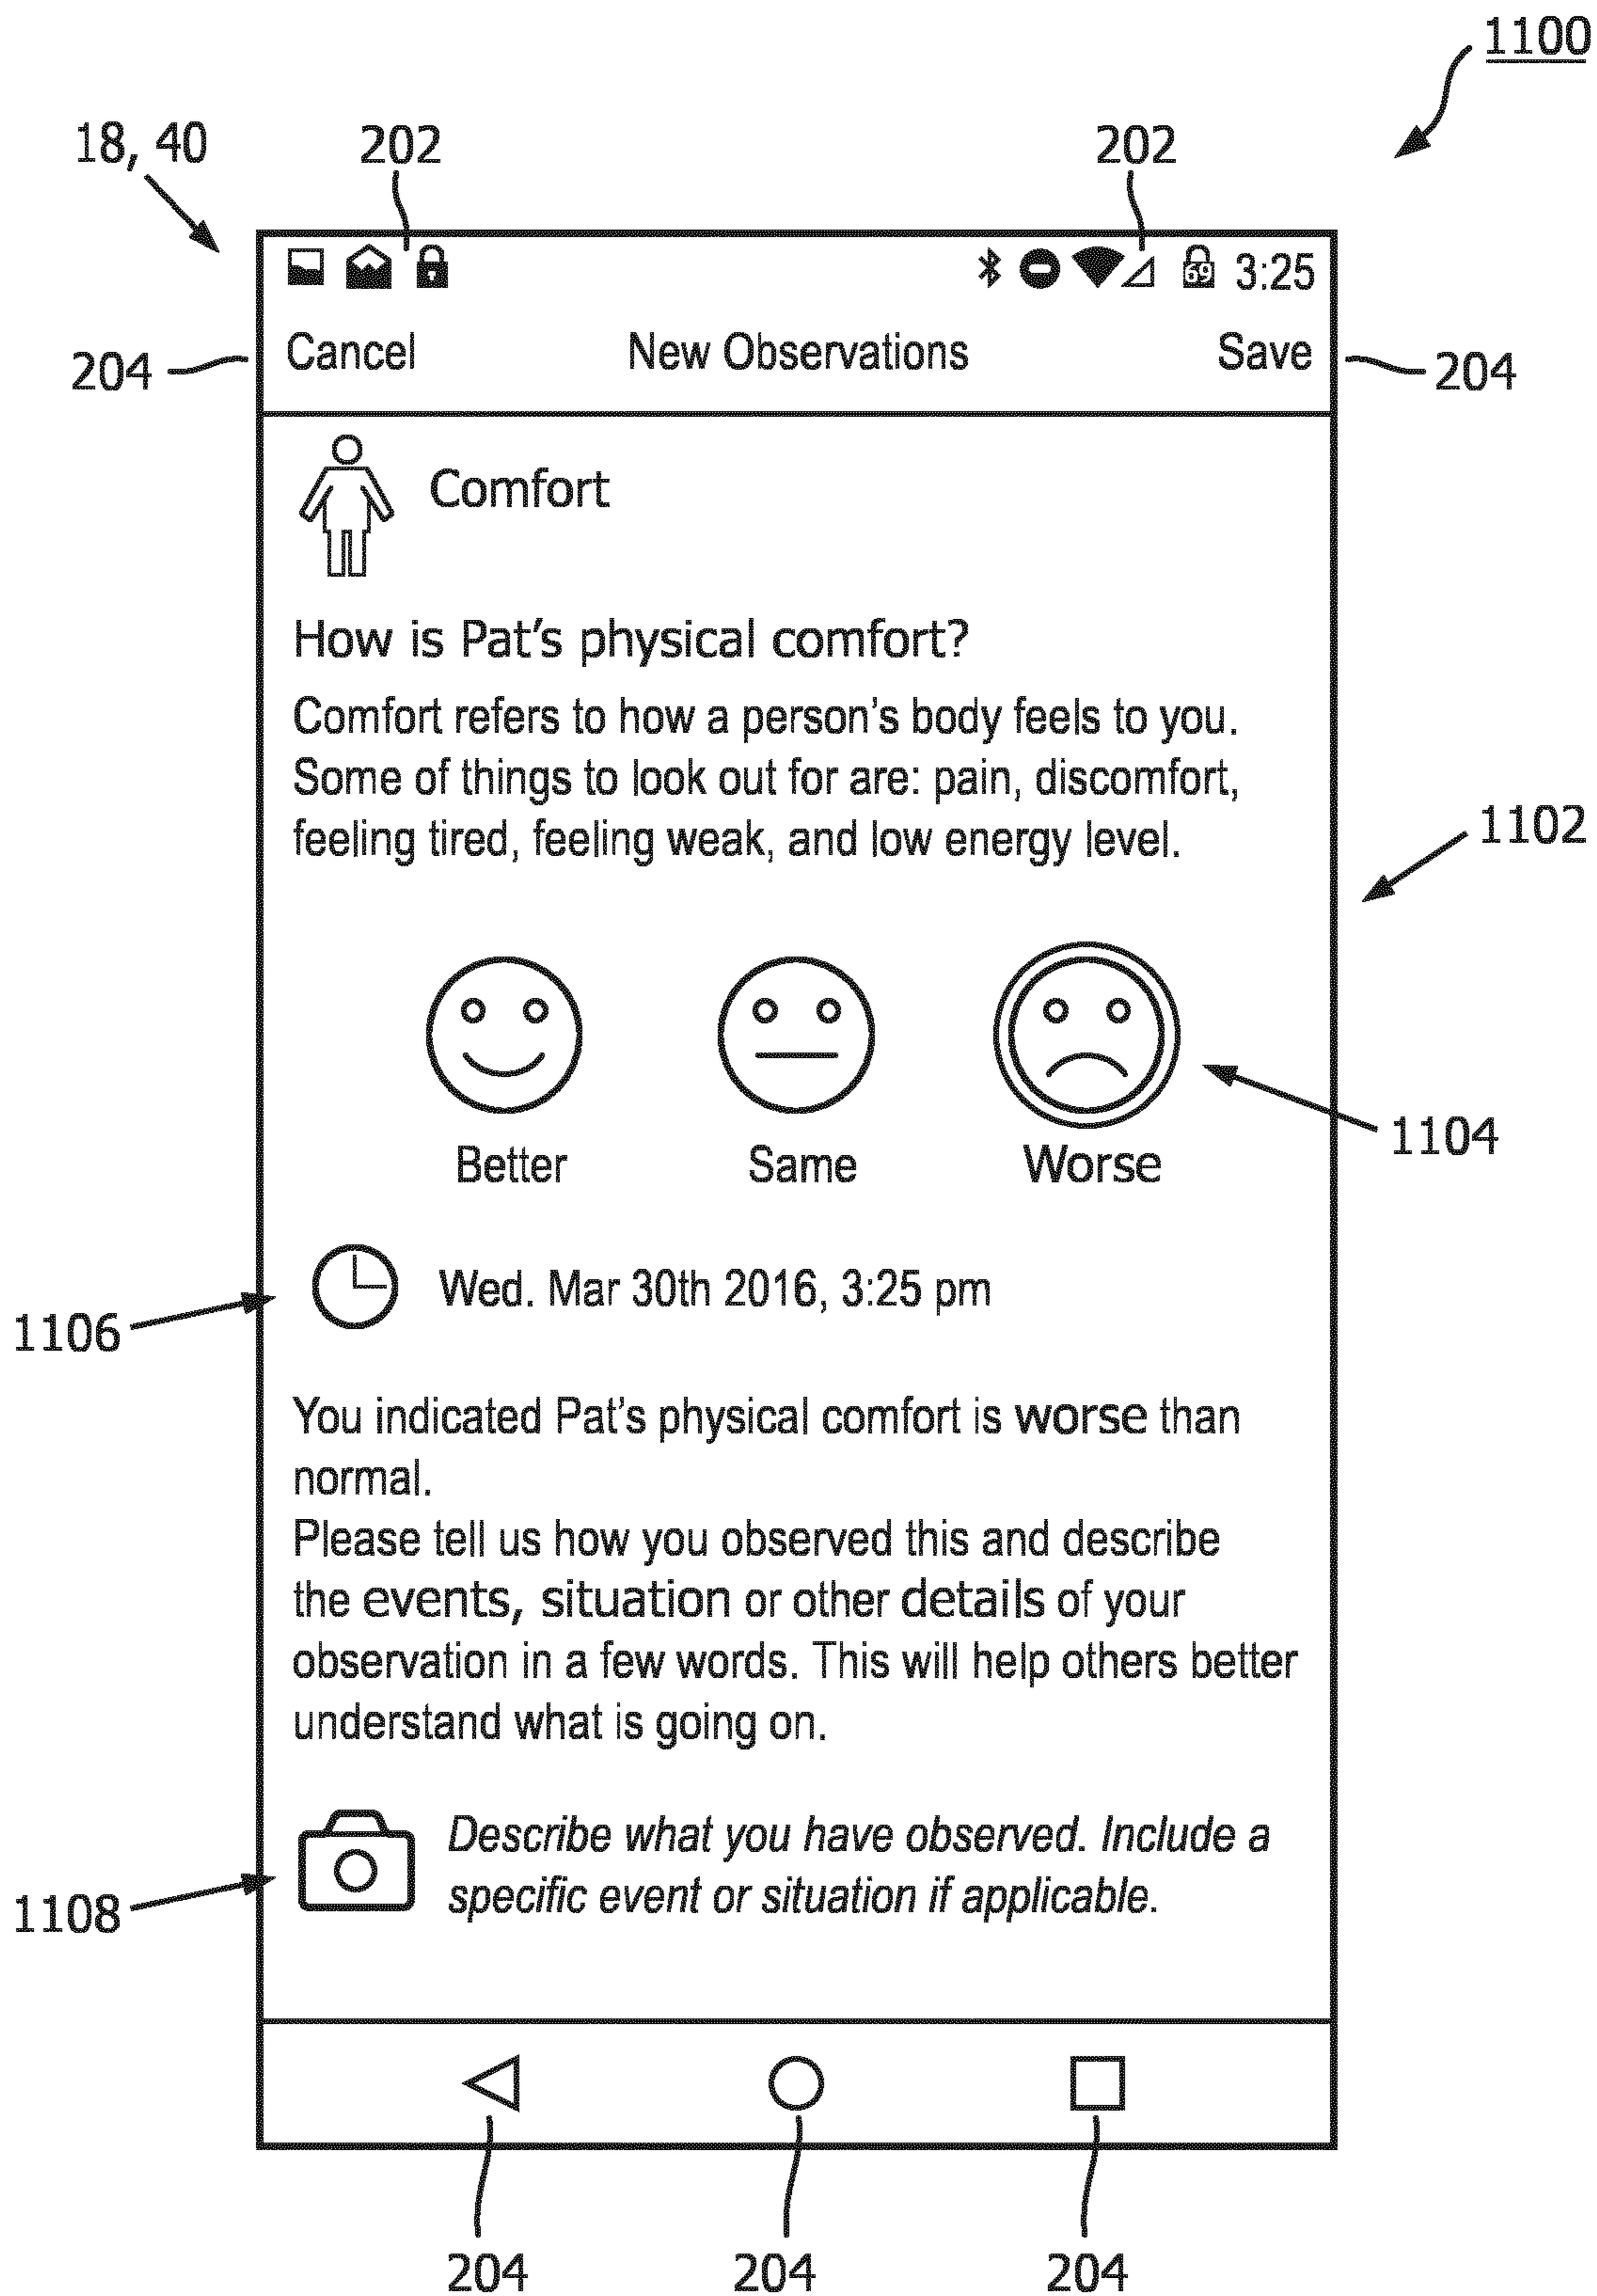 1100
18, 40
202
202
69
3:25
204
Cancel
New Observations
Save
204
Comfort
How is Pat's physical comfort?
Comfort refers to how a person's body feels to you.
Some of things to look out for are: pain, discomfort,
feeling tired, feeling weak, and low energy level.
1102
1104
Better
Same
Worse
1106
Wed. Mar 30th 2016, 3:25 pm
You indicated Pat's physical comfort is worse than
normal.
Please tell us how you observed this and describe
the events, situation or other details of your
observation in a few words. This will help others better
understand what is going on.
1108
Describe what you have observed. Include a
specific event or situation if applicable.
204
204
204